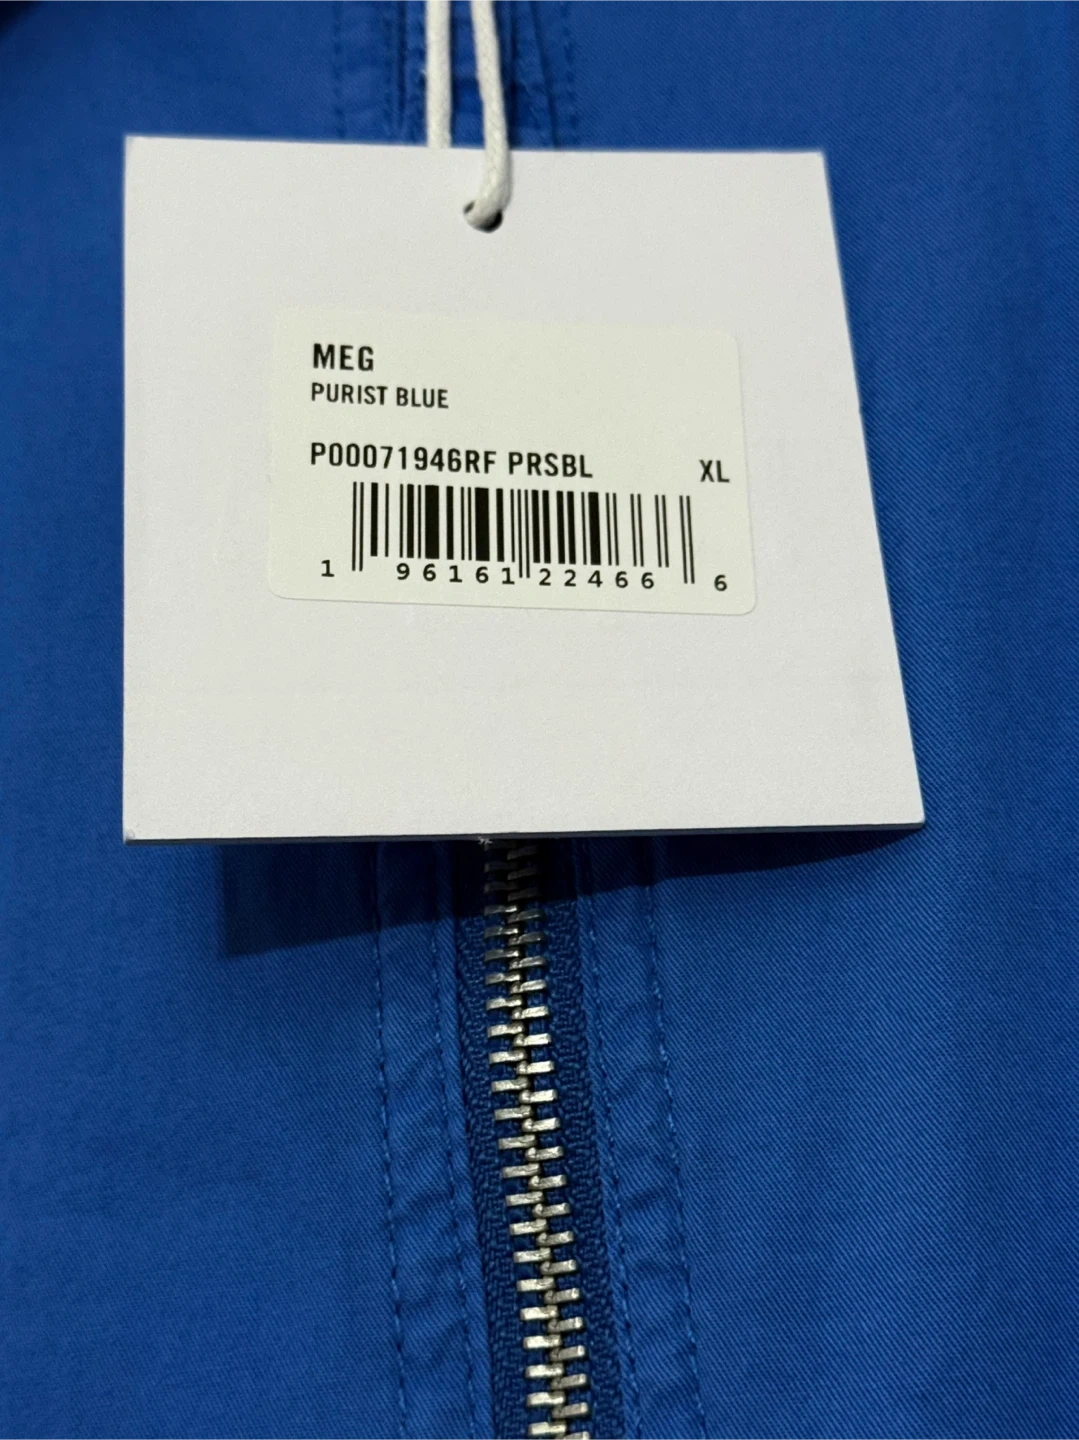 MEG
PURIST BLUE
P00071946RF PRSBL XL
1 96161 22466 6